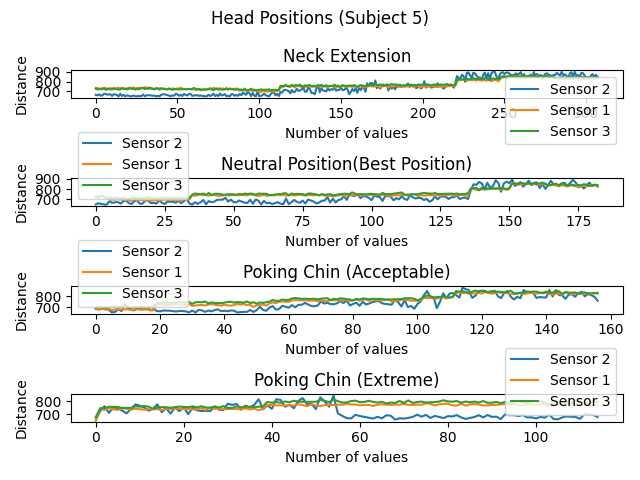 Head Positions (Subject 5)
Neck Extension
Distance
900
800
700
Sensor 2
Sensor 1
Sensor 3
0 50 100 150 200 250
Number of values
Neutral Position(Best Position)
Distance
900
800
700
Sensor 2
Sensor 1
Sensor 3
0 25 50 75 100 125 150 175
Number of values
Poking Chin (Acceptable)
Distance
800
700
Sensor 2
Sensor 1
Sensor 3
0 20 40 60 80 100 120 140 160
Number of values
Poking Chin (Extreme)
Distance
800
700
Sensor 2
Sensor 1
Sensor 3
0 20 40 60 80 100
Number of values